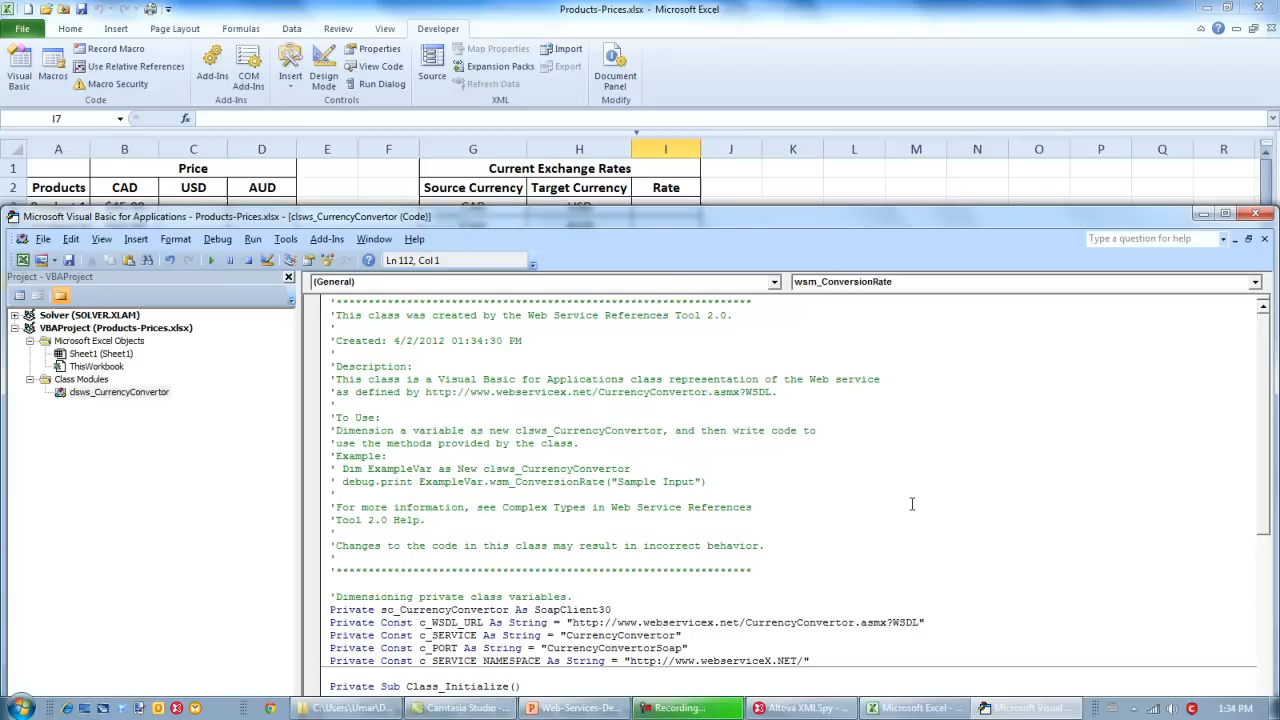 Products-Prices.xlsx - Microsoft Excel
File Home Insert Page Layout Formulas Data Review View Developer
Visual Basic
Macros
Record Macro
Use Relative References
Macro Security
Code
Add-Ins
COM Add-Ins
Add-Ins
Insert
Design Mode
Properties
View Code
Run Dialog
Controls
Source
Map Properties
Expansion Packs
Refresh Data
Import
Export
XML
Document Panel
Modify
I7
fx
A B C D E F G H I J K L M N O P Q R
1 Price Current Exchange Rates
2 Products CAD USD AUD Source Currency Target Currency Rate
Microsoft Visual Basic for Applications - Products-Prices.xlsx - [clsws_CurrencyConvertor (Code)]
File Edit View Insert Format Debug Run Tools Add-Ins Window Help
Type a question for help
Ln 112, Col 1
Project - VBAProject
Solver (SOLVER.XLAM)
VBAProject (Products-Prices.xlsx)
Microsoft Excel Objects
Sheet1 (Sheet1)
ThisWorkbook
Class Modules
clsws_CurrencyConvertor
(General)
wsm_ConversionRate
'*****************************************************************
'This class was created by the Web Service References Tool 2.0.
'
'Created: 4/2/2012 01:34:30 PM
'
'Description:
'This class is a Visual Basic for Applications class representation of the Web service
'as defined by http://www.webservicex.net/CurrencyConvertor.asmx?WSDL.
'
'To Use:
'Dimension a variable as new clsws_CurrencyConvertor, and then write code to
'use the methods provided by the class.
'Example:
' Dim ExampleVar as New clsws_CurrencyConvertor
' debug.print ExampleVar.wsm_ConversionRate("Sample Input")
'
'For more information, see Complex Types in Web Service References
'Tool 2.0 Help.
'
'Changes to the code in this class may result in incorrect behavior.
'
'*****************************************************************
'Dimensioning private class variables.
Private sc_CurrencyConvertor As SoapClient30
Private Const c_WSDL_URL As String = "http://www.webservicex.net/CurrencyConvertor.asmx?WSDL"
Private Const c_SERVICE As String = "CurrencyConvertor"
Private Const c_PORT As String = "CurrencyConvertorSoap"
Private Const c_SERVICE_NAMESPACE As String = "http://www.webserviceX.NET/"
Private Sub Class_Initialize()
C:\Users\Umar\D...
Camtasia Studio - ...
Web-Services-De...
Recording...
Altova XMLSpy - ...
Microsoft Excel - ...
Microsoft Visual ...
1:34 PM